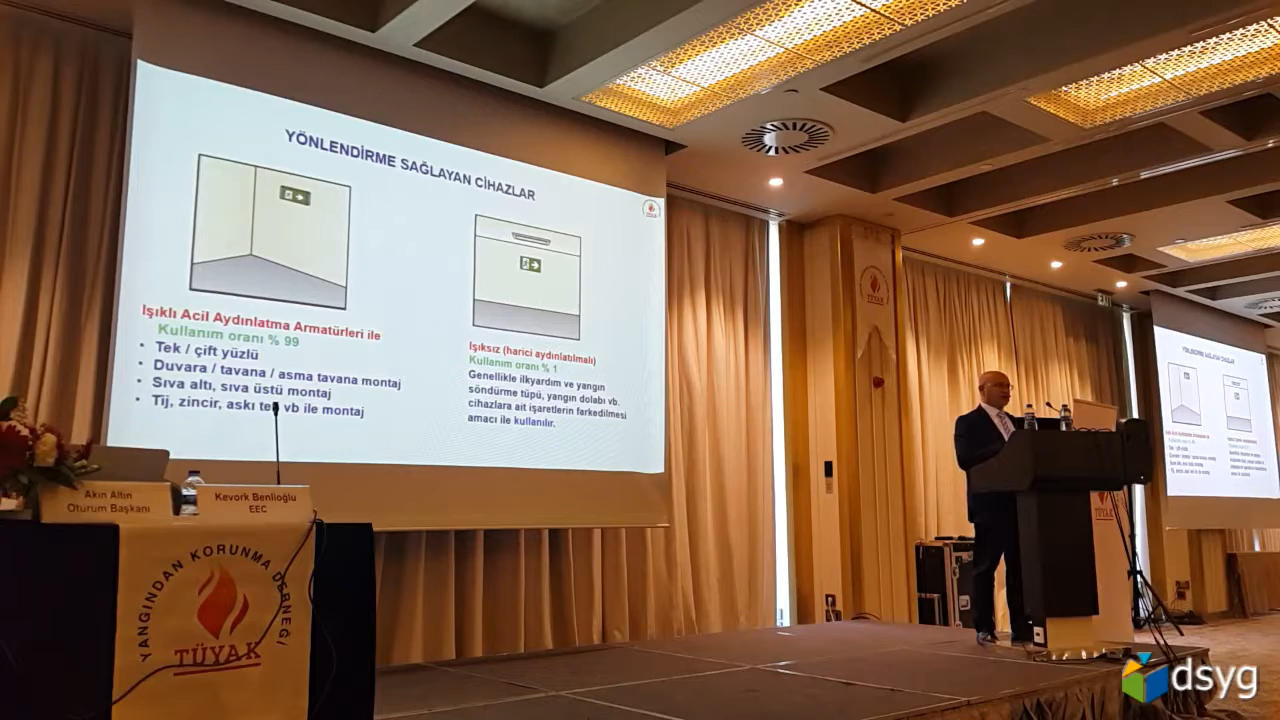 YÖNLENDİRME SAĞLAYAN CİHAZLAR
TÜYAK
Işıklı Acil Aydınlatma Armatürleri ile
Kullanım oranı % 99
• Tek / çift yüzlü
• Duvara / tavana / asma tavana montaj
• Sıva altı, sıva üstü montaj
• Tij, zincir, askı tel vb ile montaj
Işıksız (harici aydınlatılmalı)
Kullanım oranı % 1
Genellikle ilkyardım ve yangın
söndürme tüpü, yangın dolabı vb.
cihazlara ait işaretlerin farkedilmesi
amacı ile kullanılır.
Akın Altın
Oturum Başkanı
Kevork Benlioğlu
EEC
YANGINDAN KORUNMA DERNEĞİ
TÜYAK
TÜYAK
EXIT
YÖNLENDİRME SAĞLAYAN CİHAZLAR
TÜYAK
dsyg